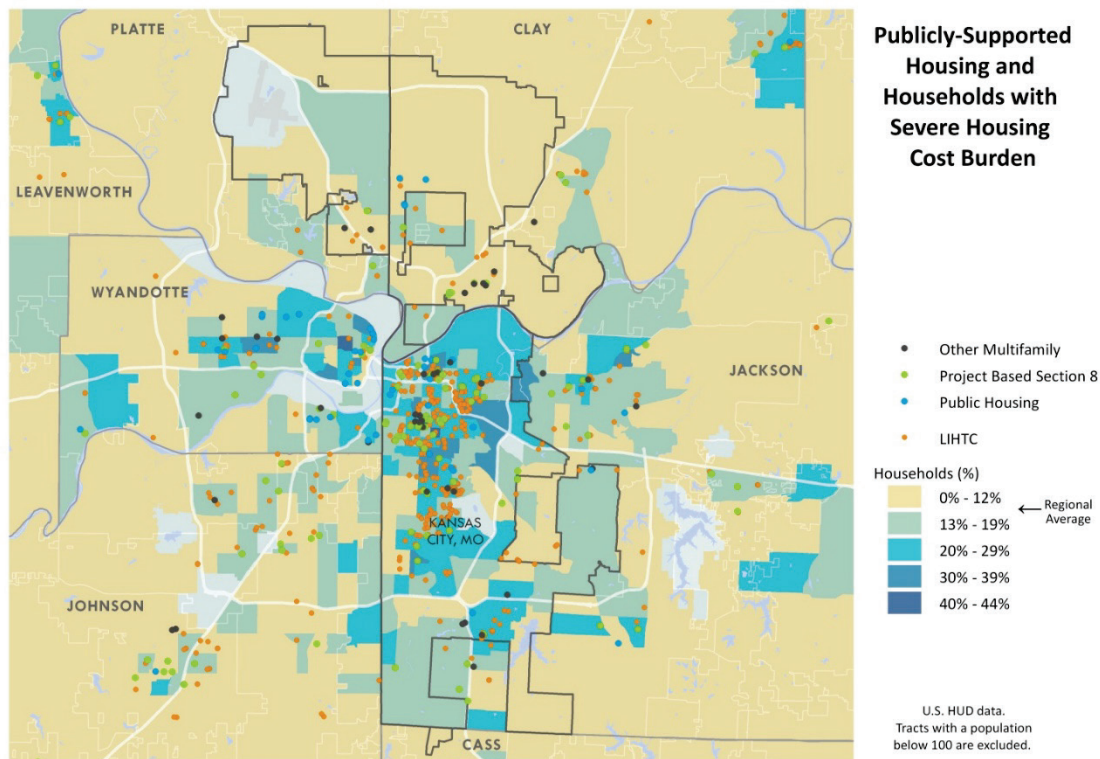 PLATTE
CLAY
LEAVENWORTH
WYANDOTTE
JACKSON
KANSAS
CITY, MO
JOHNSON
CASS
Publicly-Supported
Housing and
Households with
Severe Housing
Cost Burden
Other Multifamily
Project Based Section 8
Public Housing
LIHTC
Households (%)
0% - 12%
Regional
Average
13% - 19%
20% - 29%
30% - 39%
40% - 44%
U.S. HUD data.
Tracts with a population
below 100 are excluded.